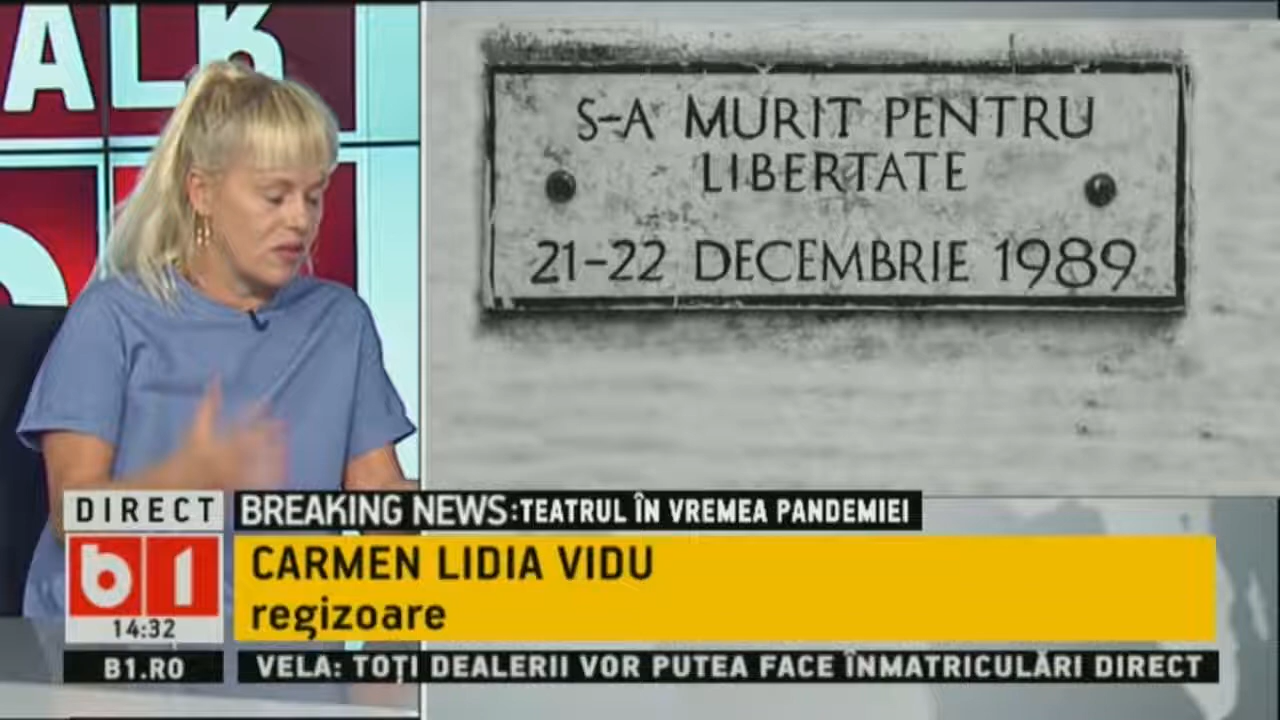 ALK
S-A MURIT PENTRU
LIBERTATE
21-22 DECEMBRIE 1989
DIRECT
BREAKING NEWS: TEATRUL ÎN VREMEA PANDEMIEI
b1
CARMEN LIDIA VIDU
regizoare
14:32
B1.RO
VELA: TOȚI DEALERII VOR PUTEA FACE ÎNMATRICULĂRI DIRECT